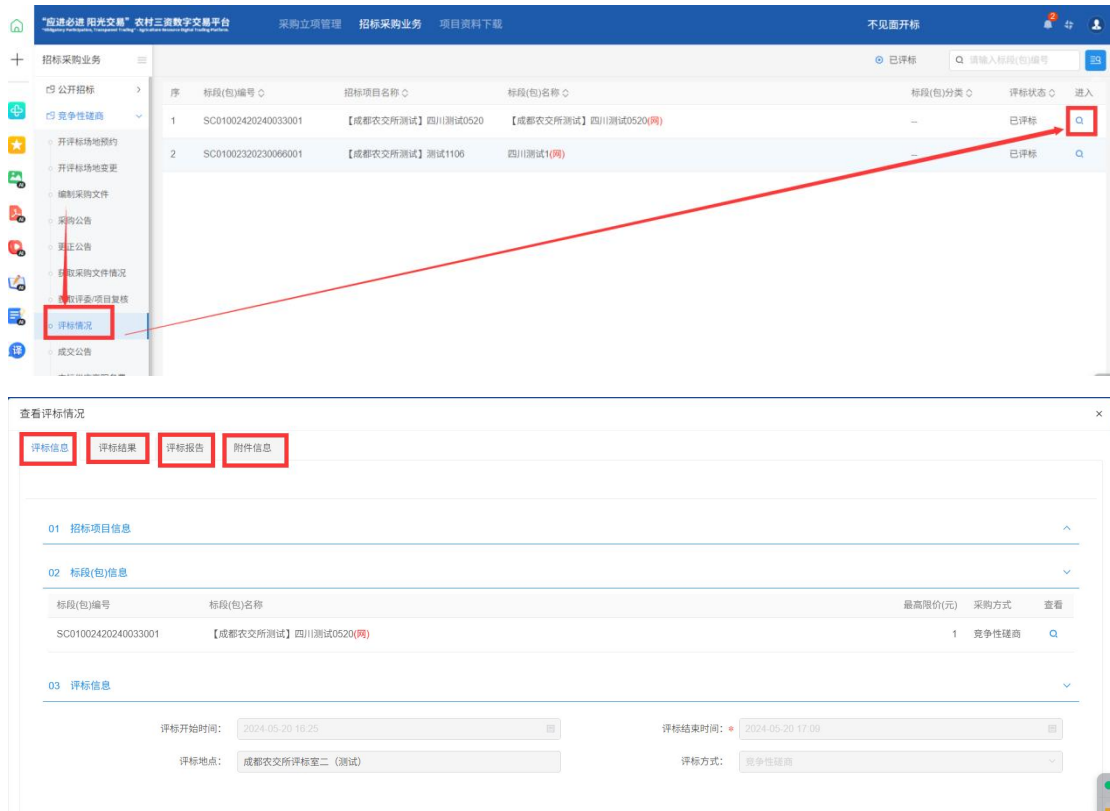 “应进必进 阳光交易”农村三资数字交易平台
采购立项管理 招标采购业务 项目资料下载
不见面开标
2
招标采购业务
已评标
请输入标段(包)编号
公开招标
竞争性磋商
开评标场地预约
开评标场地变更
编制采购文件
采购公告
更正公告
获取采购文件情况
评委/项目复核
评标情况
成交公告
序 标段(包)编号 招标项目名称 标段(包)名称 标段(包)分类 评标状态 进入
1 SC01002420240033001 【成都农交所测试】四川测试0520 【成都农交所测试】四川测试0520(网) -- 已评标
2 SC01002320230066001 【成都农交所测试】测试1106 四川测试1(网) -- 已评标
译
查看评标情况 ×
评标信息 评标结果 评标报告 附件信息
01 招标项目信息
02 标段(包)信息
标段(包)编号 标段(包)名称 最高限价(元) 采购方式 查看
SC01002420240033001 【成都农交所测试】四川测试0520(网) 1 竞争性磋商
03 评标信息
评标开始时间: 2024-05-20 16:25 评标结束时间: * 2024-05-20 17:09
评标地点: 成都农交所评标室二（测试） 评标方式: 竞争性磋商